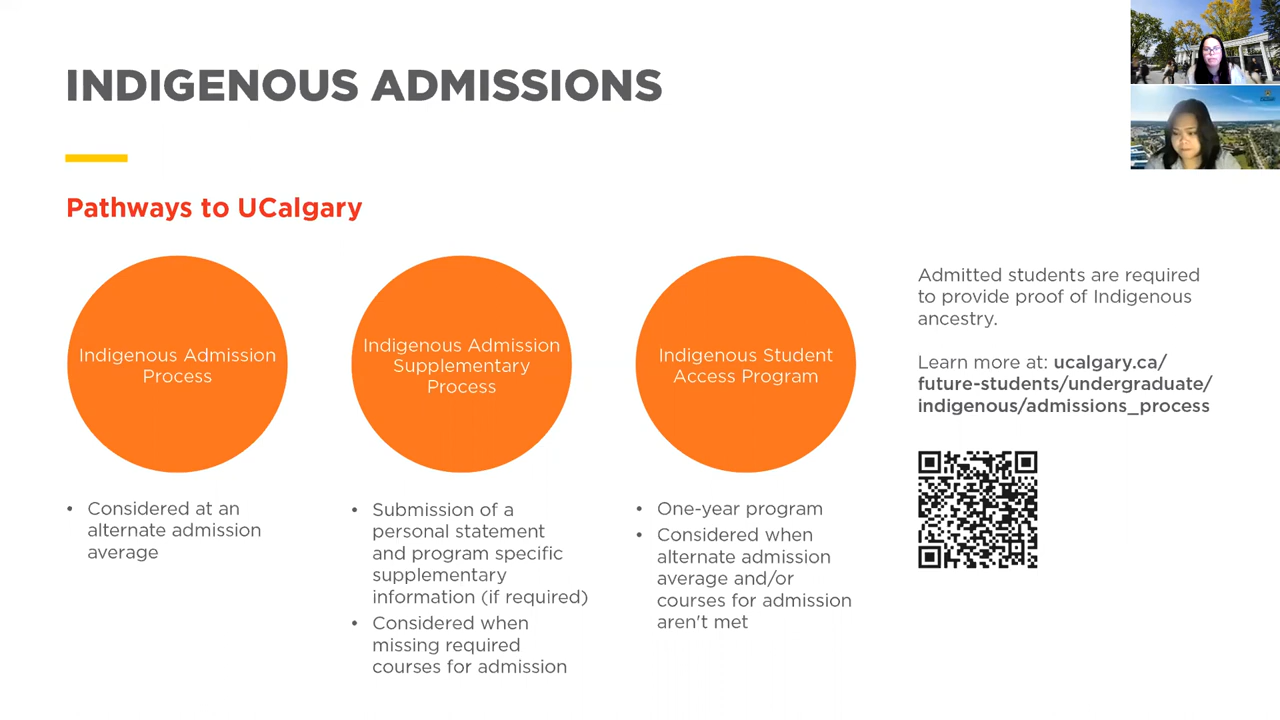 INDIGENOUS ADMISSIONS
Pathways to UCalgary
Indigenous Admission
Process
Indigenous Admission
Supplementary
Process
Indigenous Student
Access Program
• Considered at an
alternate admission
average
• Submission of a
personal statement
and program specific
supplementary
information (if required)
• Considered when
missing required
courses for admission
• One-year program
• Considered when
alternate admission
average and/or
courses for admission
aren't met
Admitted students are required
to provide proof of Indigenous
ancestry.
Learn more at: ucalgary.ca/
future-students/undergraduate/
indigenous/admissions_process